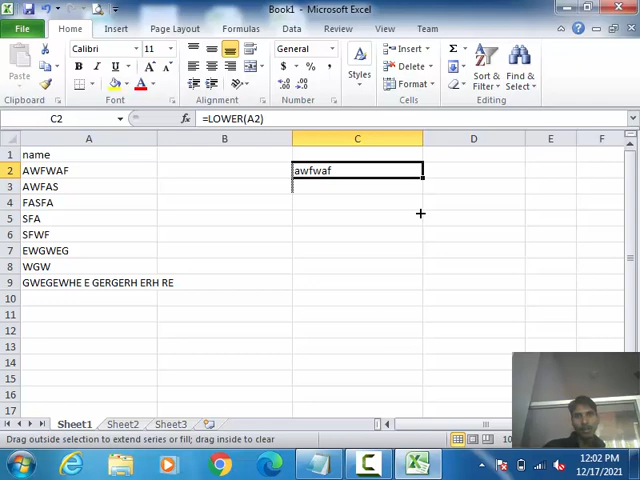 Book1 - Microsoft Excel
File Home Insert Page Layout Formulas
Calibri 11 General Insert Σ
Paste B I U A $ % , Styles Delete Sort & Filter Find & Select
Format
Clipboard Font Alignment Number Cells Editing
C2 fx =LOWER(A2)
A B C D E F
1 name
2 AWFWAF awfwaf
3 AWFAS
4 FASFA
5 SFA
6 SFWF
7 EWGWEG
8 WGW
9 GWEGEWHE E GERGERH ERH RE
10
11
12
13
14
15
16
17
Sheet1 Sheet2 Sheet3
Drag outside selection to extend series or fill; drag inside to clear 10
12:02 PM
12/17/2021